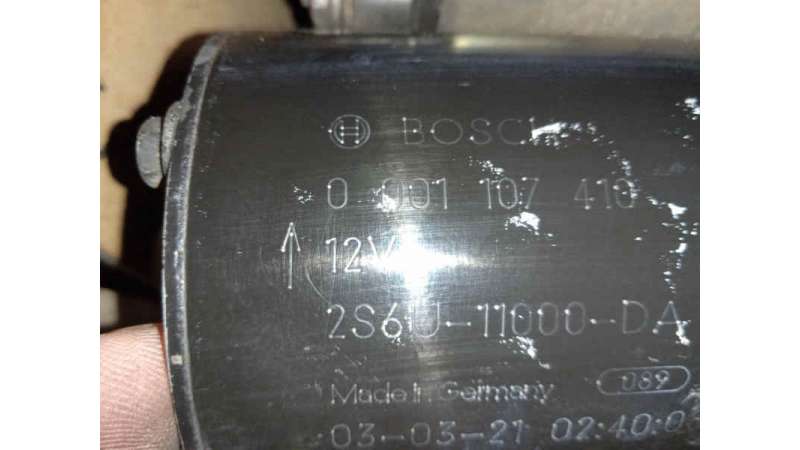 BOSCH
0 001 107 410
12V
2S6U-11000-DA
Made in Germany
089
03-03-21 02:40:0